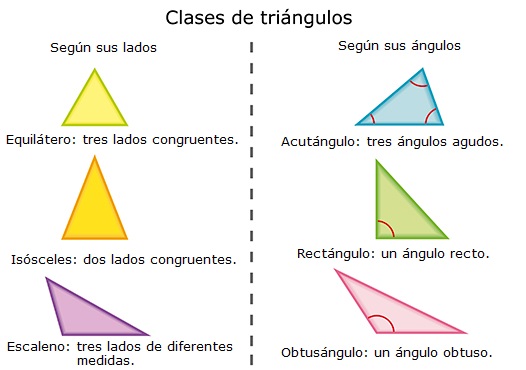 Clases de triángulos
Según sus lados
Equilátero: tres lados congruentes.
Isósceles: dos lados congruentes.
Escaleno: tres lados de diferentes
medidas.
Según sus ángulos
Acutángulo: tres ángulos agudos.
Rectángulo: un ángulo recto.
Obtusángulo: un ángulo obtuso.